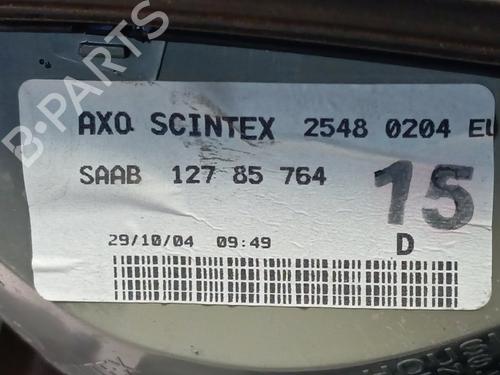 B-PARTS
AXO SCINTEX 2548 0204 EU
SAAB 127 85 764
15
29/10/04 09:49 D